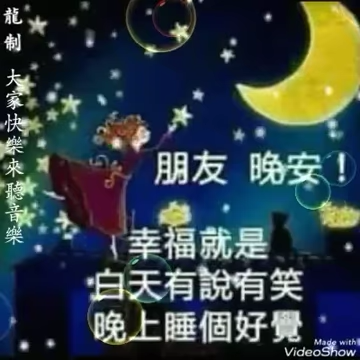 龍制 大家快樂來聽音樂
朋友 晚安！
幸福就是
白天有說有笑
晚上睡個好覺
Made with
VideoShow